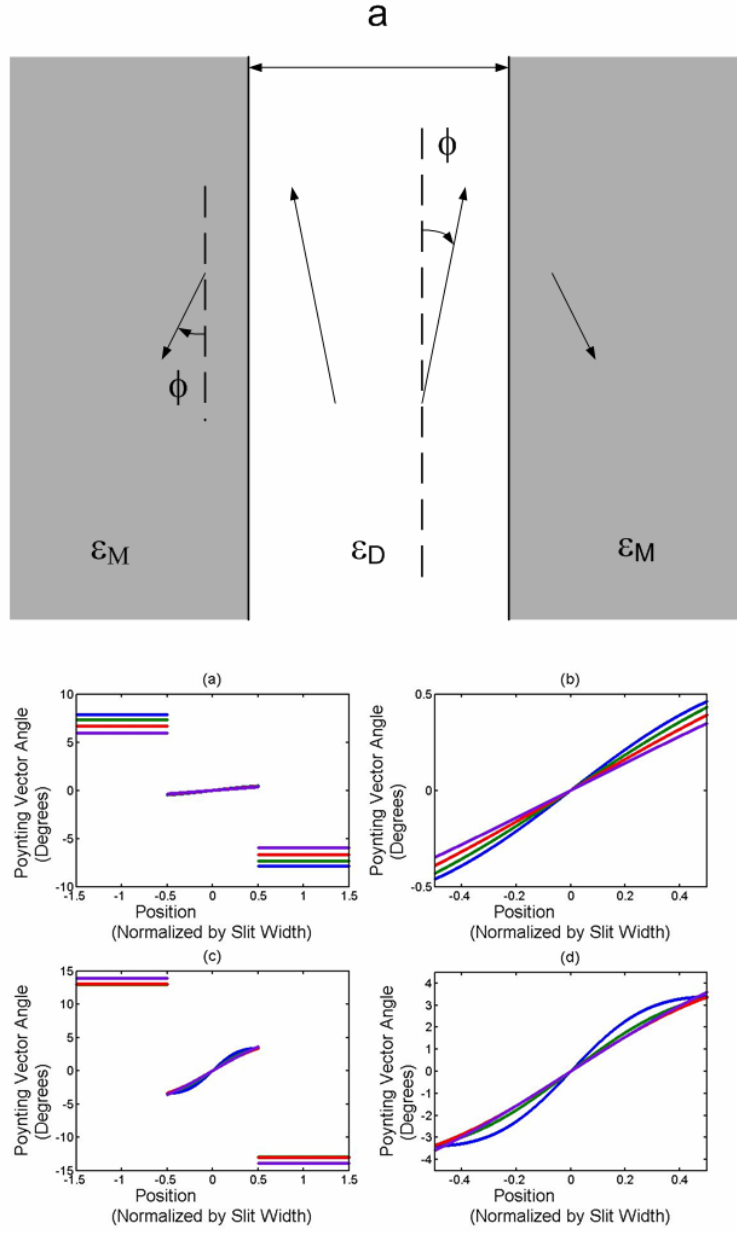 a
ϕ
ϕ
εM
εD
εM
(a)
Poynting Vector Angle
(Degrees)
10
5
0
-5
-10
-1.5
-1
-0.5
0
0.5
1
1.5
Position
(Normalized by Slit Width)
(b)
Poynting Vector Angle
(Degrees)
0.5
0
-0.5
-0.4
-0.2
0
0.2
0.4
Position
(Normalized by Slit Width)
(c)
Poynting Vector Angle
(Degrees)
15
10
5
0
-5
-10
-15
-1.5
-1
-0.5
0
0.5
1
1.5
Position
(Normalized by Slit Width)
(d)
Poynting Vector Angle
(Degrees)
4
3
2
1
0
-1
-2
-3
-4
-0.4
-0.2
0
0.2
0.4
Position
(Normalized by Slit Width)